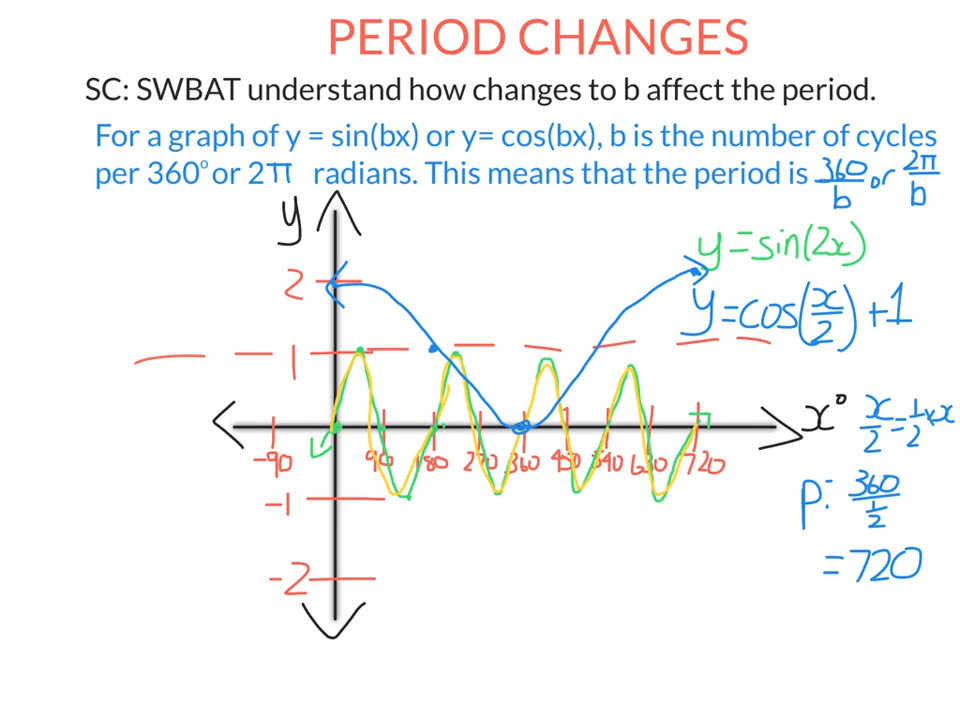 PERIOD CHANGES
SC: SWBAT understand how changes to b affect the period.
For a graph of y = sin(bx) or y= cos(bx), b is the number of cycles
per 360° or 2π radians. This means that the period is 360/b or 2π/b
y
y=sin(2x)
2
y=cos(x/2)+1
1
x° x/2=1/2×x
-90 90 180 270 360 450 540 630 720
-1
P: 360/(1/2)
=720
-2